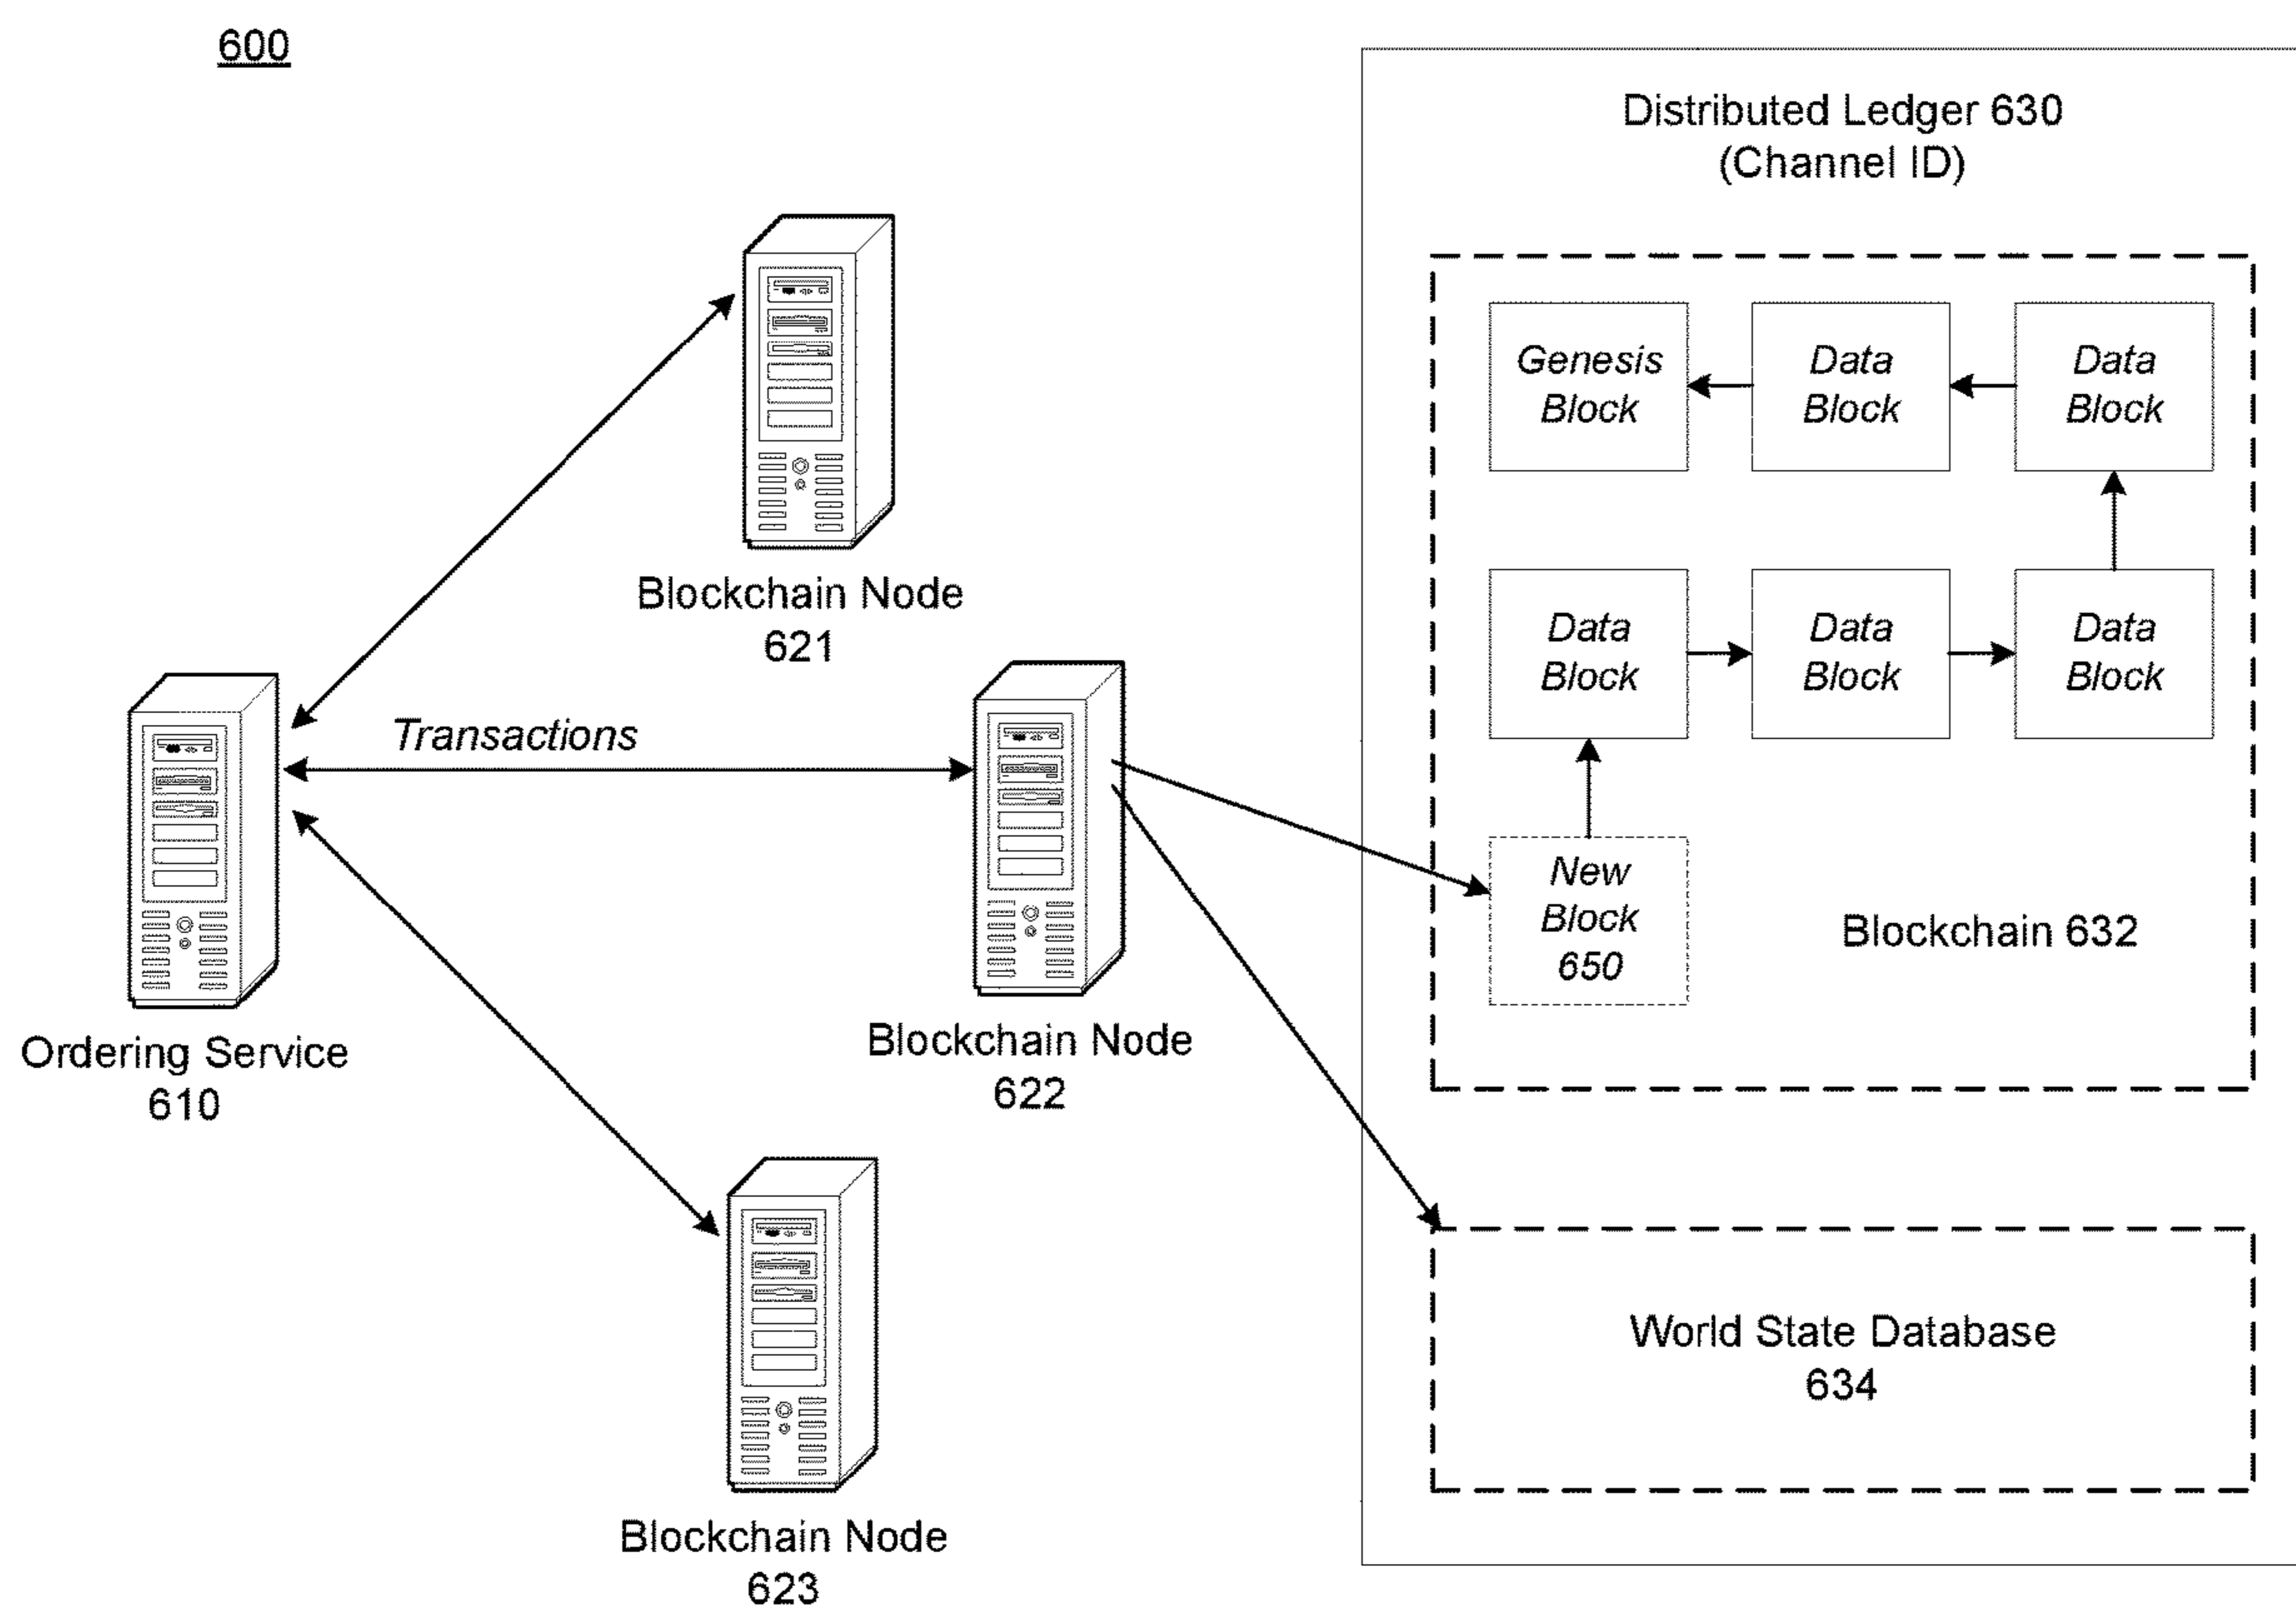 600
Distributed Ledger 630
(Channel ID)
Genesis
Block
Data
Block
Data
Block
Blockchain Node
621
Data
Block
Data
Block
Data
Block
Transactions
New
Block
650
Blockchain 632
Ordering Service
610
Blockchain Node
622
World State Database
634
Blockchain Node
623